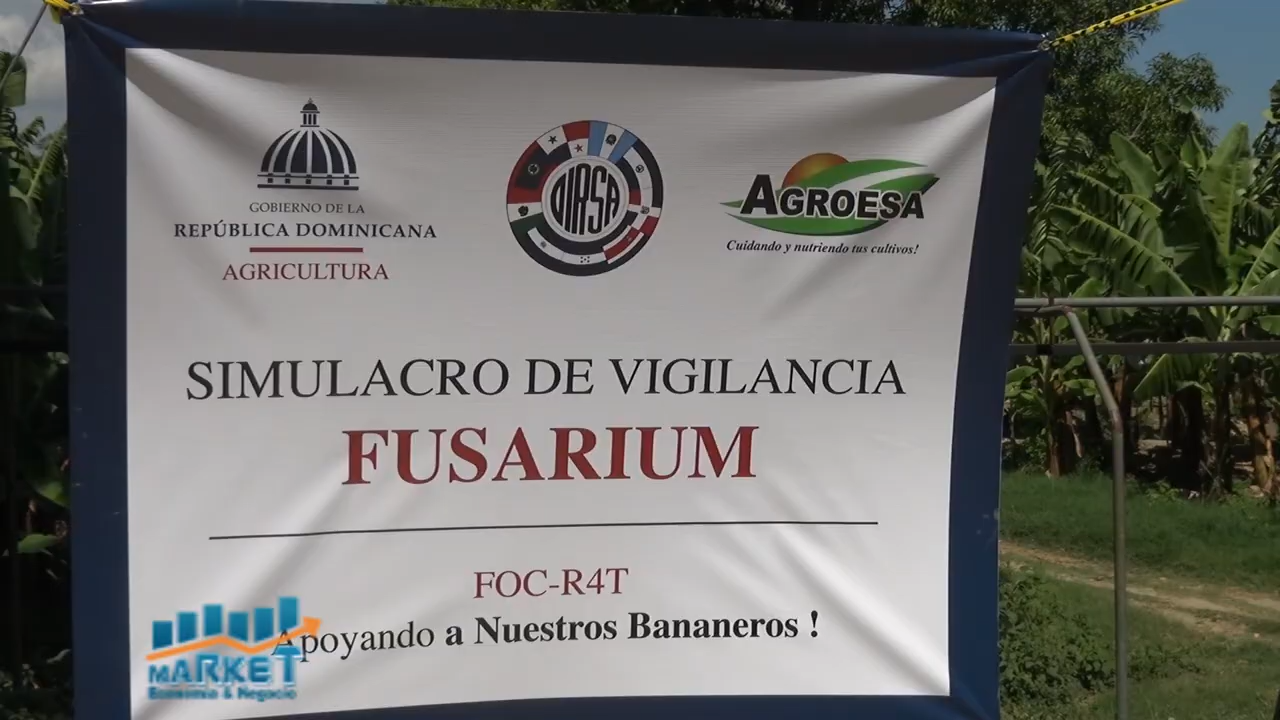 GOBIERNO DE LA
REPÚBLICA DOMINICANA
AGRICULTURA
OIRSA
AGROESA
Cuidando y nutriendo tus cultivos!
SIMULACRO DE VIGILANCIA
FUSARIUM
FOC-R4T
Apoyando a Nuestros Bananeros !
MARKET
Economía & Negocio